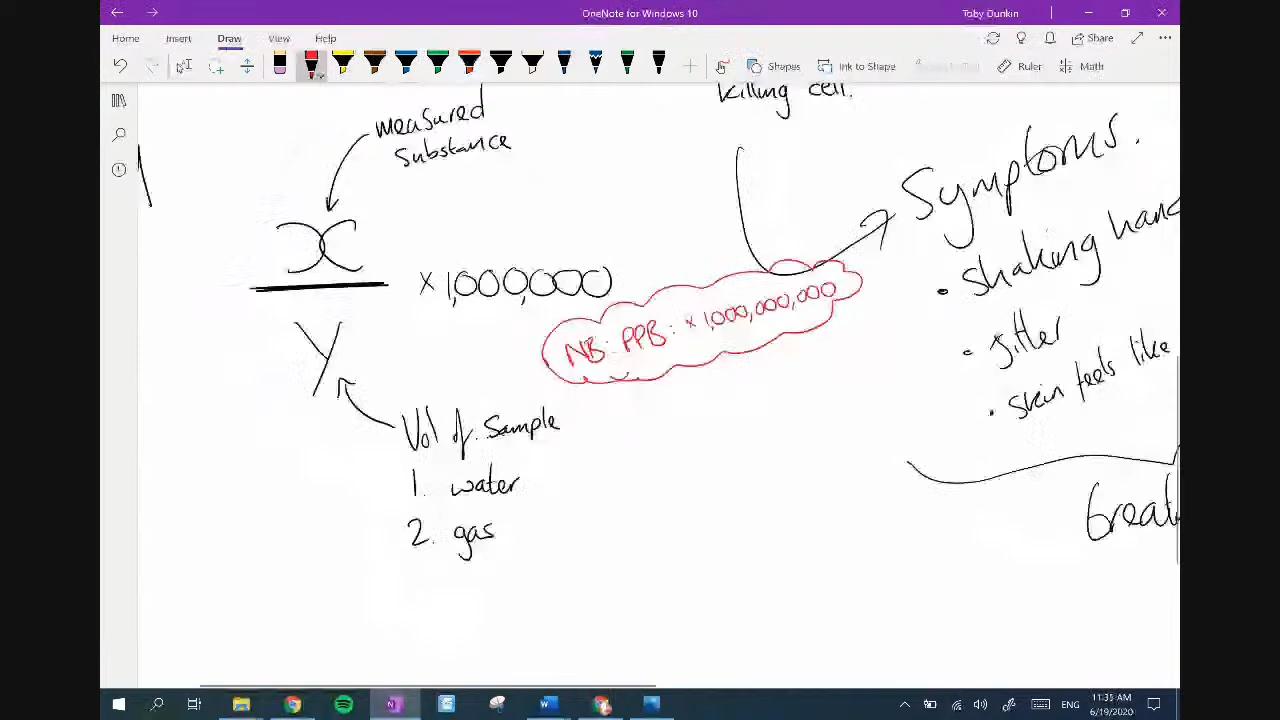 OneNote for Windows 10
Toby Dunkin
Home Insert Draw View Help
Share
Shapes
Ink to Shape
Ruler
Math
killing cell.
measured
substance
x
× 1,000,000
y
NB: PPB: × 1,000,000,000
Vol of. sample
1. water
2. gas
Symptoms.
• shaking hand
• Jitter
• skin feels like
11:35 AM
6/19/2020